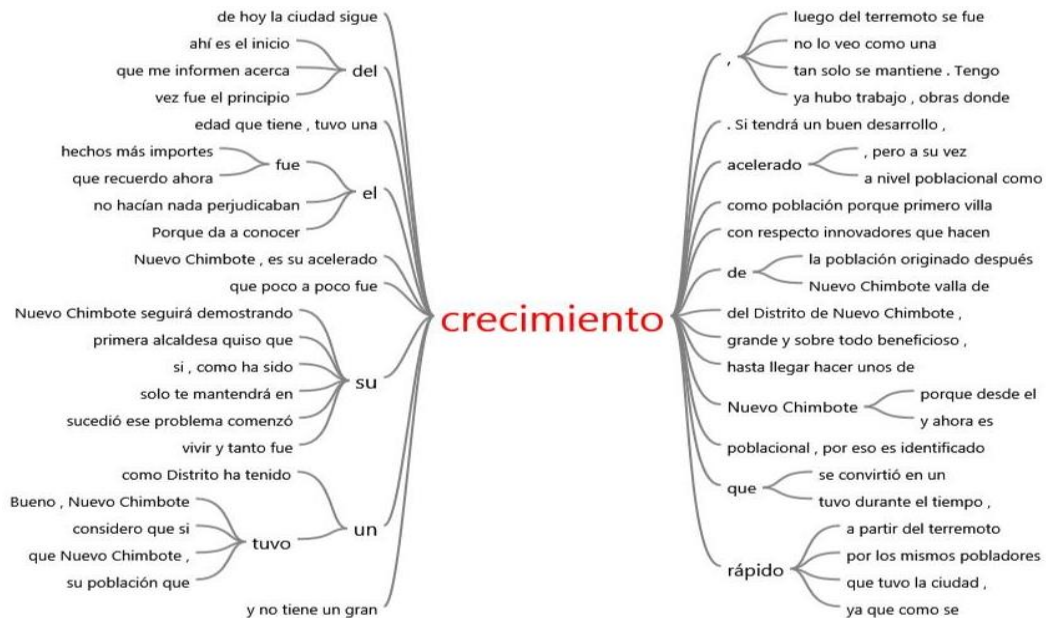 de hoy la ciudad sigue
ahí es el inicio
que me informen acerca
vez fue el principio
del
edad que tiene , tuvo una
hechos más importes
que recuerdo ahora
fue
no hacían nada perjudicaban
Porque da a conocer
el
Nuevo Chimbote , es su acelerado
que poco a poco fue
Nuevo Chimbote seguirá demostrando
primera alcaldesa quiso que
si , como ha sido
solo te mantendrá en
sucedió ese problema comenzó
vivir y tanto fue
su
como Distrito ha tenido
Bueno , Nuevo Chimbote
considero que si
que Nuevo Chimbote ,
su población que
tuvo
un
y no tiene un gran
crecimiento
,
luego del terremoto se fue
no lo veo como una
tan solo se mantiene . Tengo
ya hubo trabajo , obras donde
. Si tendrá un buen desarrollo ,
acelerado
, pero a su vez
a nivel poblacional como
como población porque primero villa
con respecto innovadores que hacen
de
la población originado después
Nuevo Chimbote valla de
del Distrito de Nuevo Chimbote ,
grande y sobre todo beneficioso ,
hasta llegar hacer unos de
Nuevo Chimbote
porque desde el
y ahora es
poblacional , por eso es identificado
que
se convirtió en un
tuvo durante el tiempo ,
rápido
a partir del terremoto
por los mismos pobladores
que tuvo la ciudad ,
ya que como se